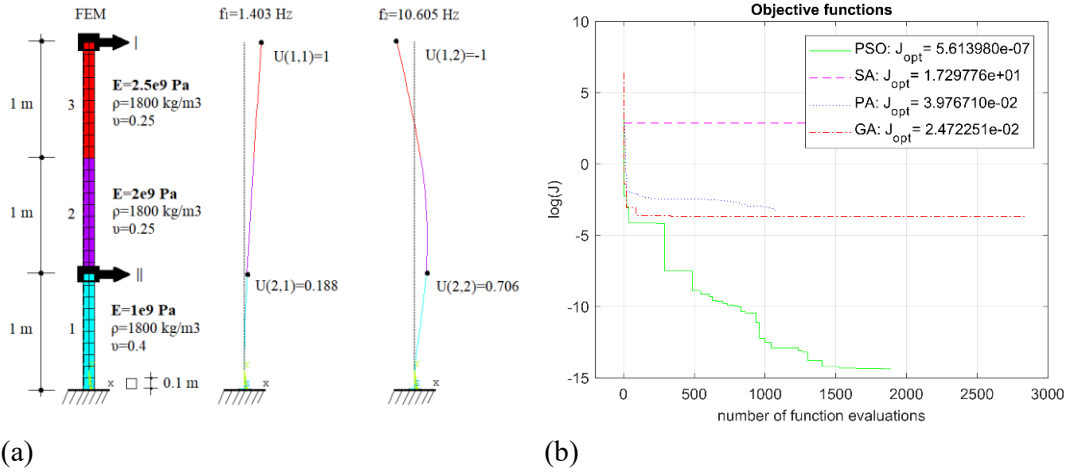 FEM
f₁=1.403 Hz
f₂=10.605 Hz
I
U(1,1)=1
U(1,2)=-1
1 m
3
E=2.5e9 Pa
ρ=1800 kg/m3
υ=0.25
1 m
2
E=2e9 Pa
ρ=1800 kg/m3
υ=0.25
II
U(2,1)=0.188
U(2,2)=0.706
1 m
1
E=1e9 Pa
ρ=1800 kg/m3
υ=0.4
0.1 m
x
x
x
(a)
Objective functions
PSO: J_opt = 5.613980e-07
SA: J_opt = 1.729776e+01
PA: J_opt = 3.976710e-02
GA: J_opt = 2.472251e-02
log(J)
10
5
0
-5
-10
-15
0 500 1000 1500 2000 2500 3000
number of function evaluations
(b)